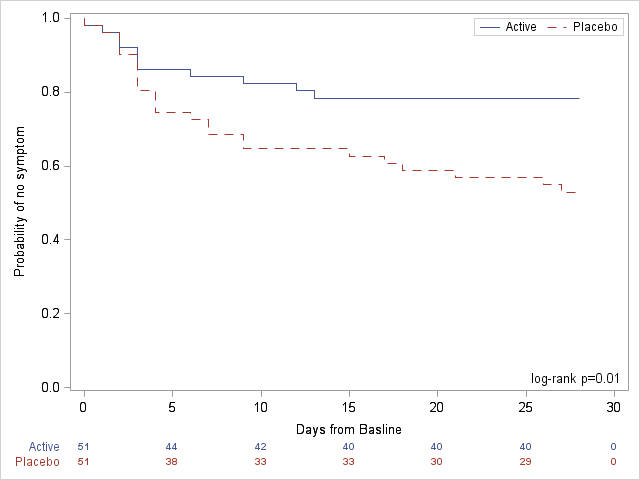 Active Placebo
1.0
0.8
0.6
0.4
0.2
0.0
Probability of no symptom
log-rank p=0.01
0 5 10 15 20 25 30
Days from Basline
Active 51 44 42 40 40 40 0
Placebo 51 38 33 33 30 29 0